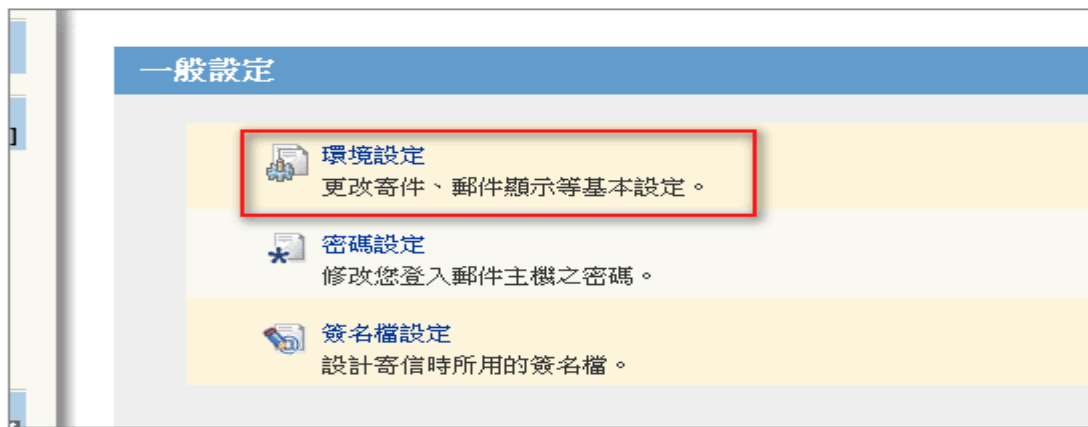 一般設定
]
環境設定
更改寄件、郵件顯示等基本設定。
密碼設定
修改您登入郵件主機之密碼。
簽名檔設定
設計寄信時所用的簽名檔。